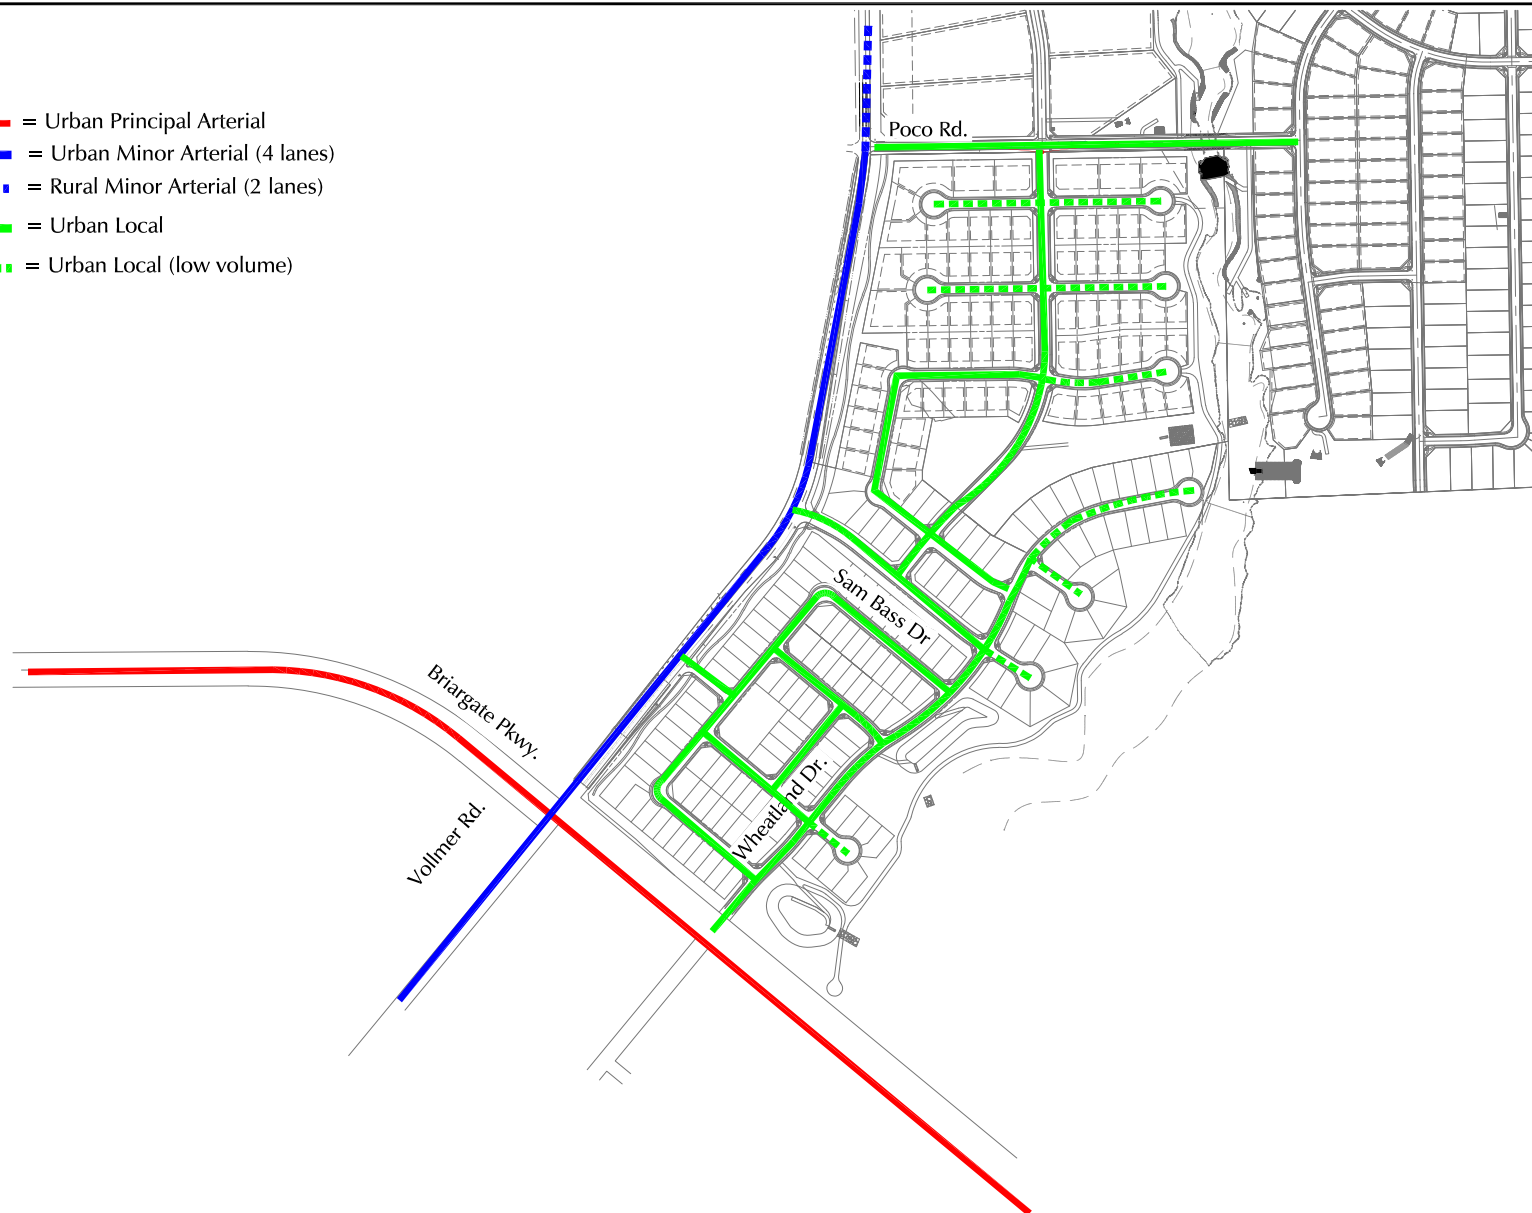 = Urban Principal Arterial
= Urban Minor Arterial (4 lanes)
= Rural Minor Arterial (2 lanes)
= Urban Local
= Urban Local (low volume)
Poco Rd.
Sam Bass Dr
Briargate Pkwy.
Wheatland Dr.
Vollmer Rd.